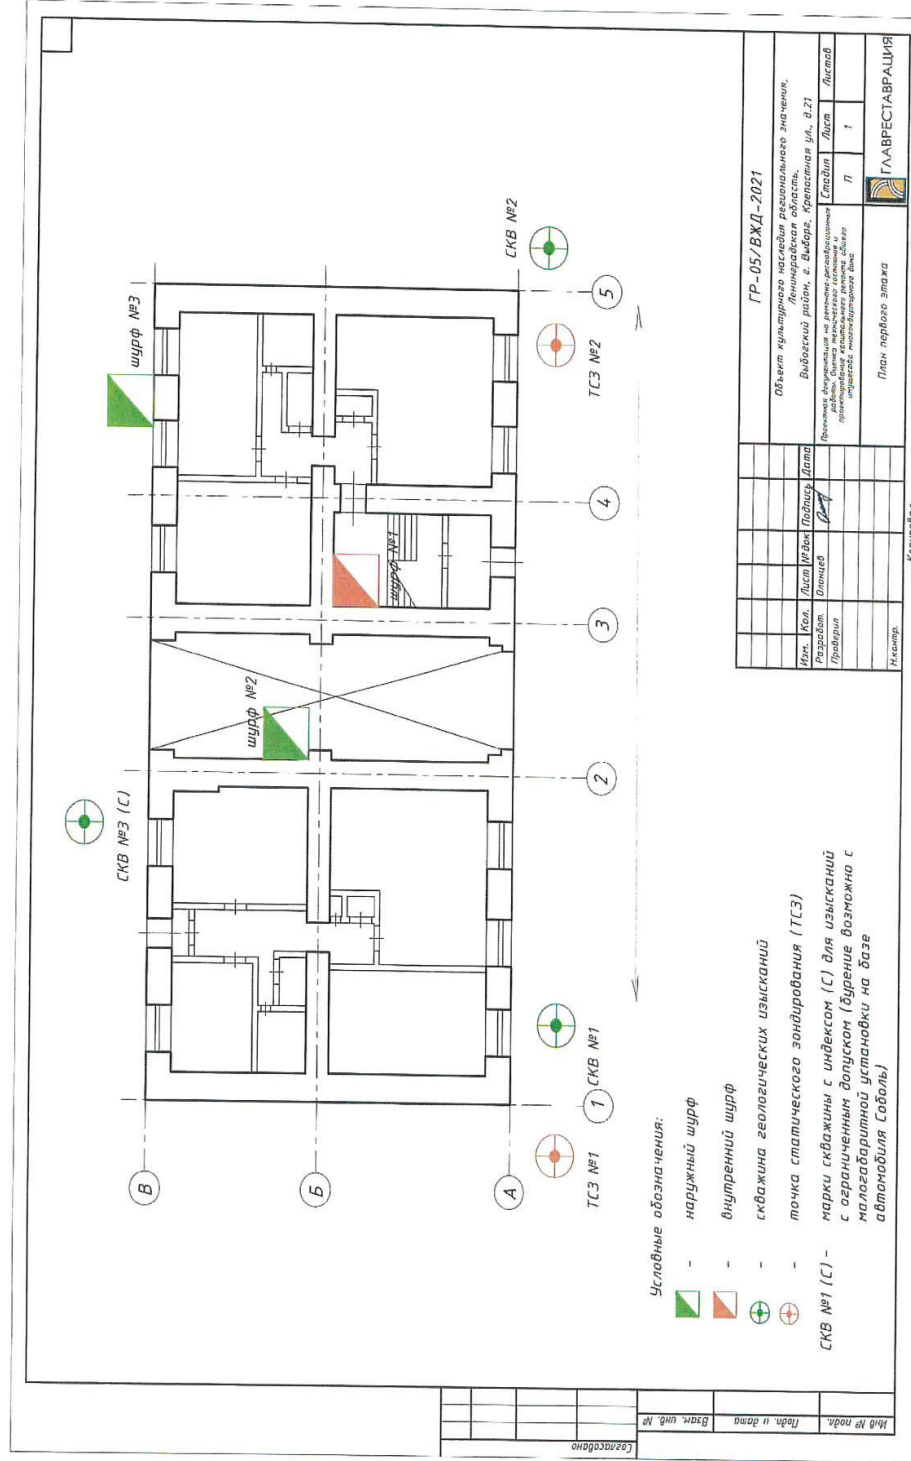 шурф №3
СКВ №3 (С)
шурф №2
шурф №1
СКВ №2
ТСЗ №2
СКВ №1
ТСЗ №1
В
Б
А
1
2
3
4
5
Условные обозначения:
- наружный шурф
- внутренний шурф
- скважина геологических изысканий
- точка статического зондирования (ТСЗ)
СКВ №1 (С) - марки скважины с индексом (С) для изысканий
с ограниченным допуском (бурение возможно с
малогабаритной установки на базе
автомобиля Соболь)
ГР-05/ВЖД-2021
Объект культурного наследия регионального значения,
Ленинградская область,
Выборгский район, г. Выборг, Крепостная ул., д.21
Изм. Кол. Лист №док Подпись Дата
Разработ. Олонцев
Проверил
Н.контр.
Проектная документация на ремонтно-реставрационные
работы. Оценка технического состояния и
проектирование капитального ремонта общего
имущества многоквартирного дома
Стадия Лист Листов
П 1
План первого этажа
ГЛАВРЕСТАВРАЦИЯ
Согласовано
Взам. инв. №
Подп. и дата
Инв № подл.